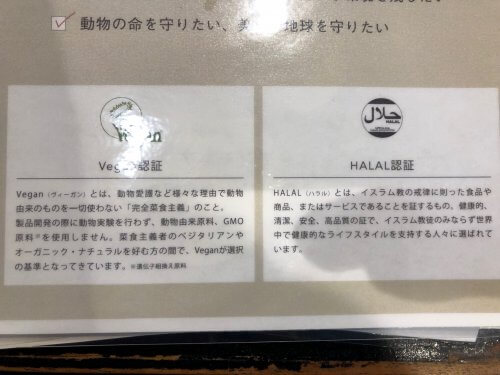 動物の命を守りたい、美 地球を守りたい
Vegan
Vegan認証
Vegan（ヴィーガン）とは、動物愛護など様々な理由で動物
由来のものを一切使わない「完全菜食主義」のこと。
製品開発の際に動物実験を行わず、動物由来原料、GMO
原料※を使用しません。菜食主義者のベジタリアンや
オーガニック・ナチュラルを好む方の間で、Veganが選択
の基準となってきています。※遺伝子組換え原料
حلال
HALAL
HALAL認証
HALAL（ハラル）とは、イスラム教の戒律に則った食品や
商品、またはサービスであることを証するもの。健康的、
清潔、安全、高品質の証で、イスラム教徒のみならず世界
中で健康的なライフスタイルを支持する人々に選ばれて
います。